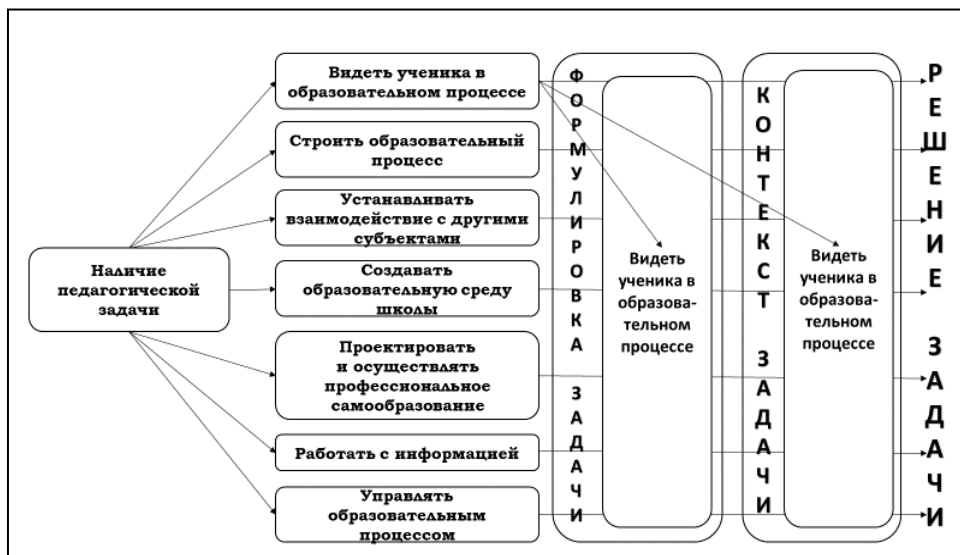 Наличие
педагогической
задачи
Видеть ученика в
образовательном процессе
Строить образовательный
процесс
Устанавливать
взаимодействие с другими
субъектами
Создавать
образовательную среду
школы
Проектировать
и осуществлять
профессиональное
самообразование
Работать с информацией
Управлять
образовательным
процессом
ФОРМУЛИРОВКА ЗАДАЧИ
Видеть
ученика в
образова-
тельном
процессе
КОНТЕКСТ ЗАДАЧИ
Видеть
ученика в
образова-
тельном
процессе
РЕШЕНИЕ ЗАДАЧИ